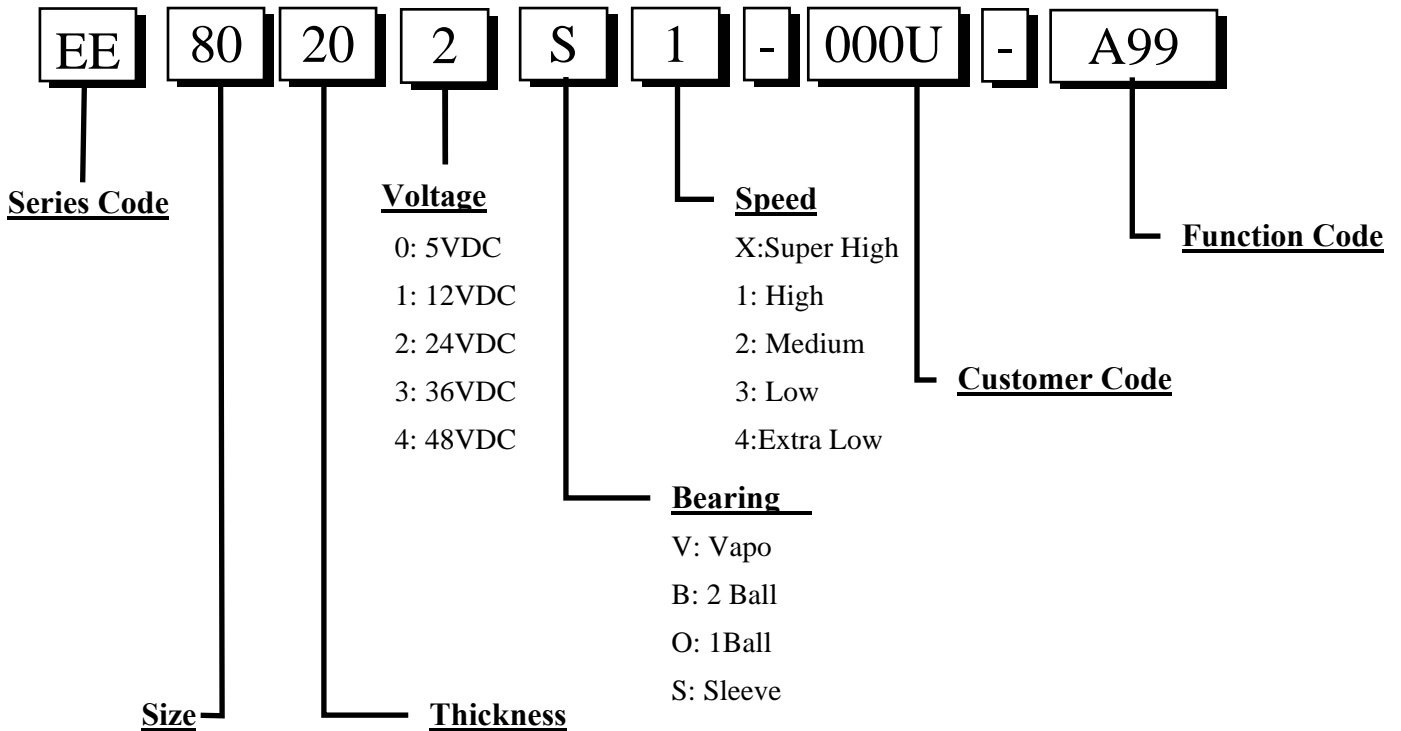 EE 80 20 2 S 1 - 000U - A99
Series Code
Voltage
0: 5VDC
1: 12VDC
2: 24VDC
3: 36VDC
4: 48VDC
Speed
X:Super High
1: High
2: Medium
3: Low
4:Extra Low
Function Code
Customer Code
Bearing
V: Vapo
B: 2 Ball
O: 1Ball
S: Sleeve
Size
Thickness